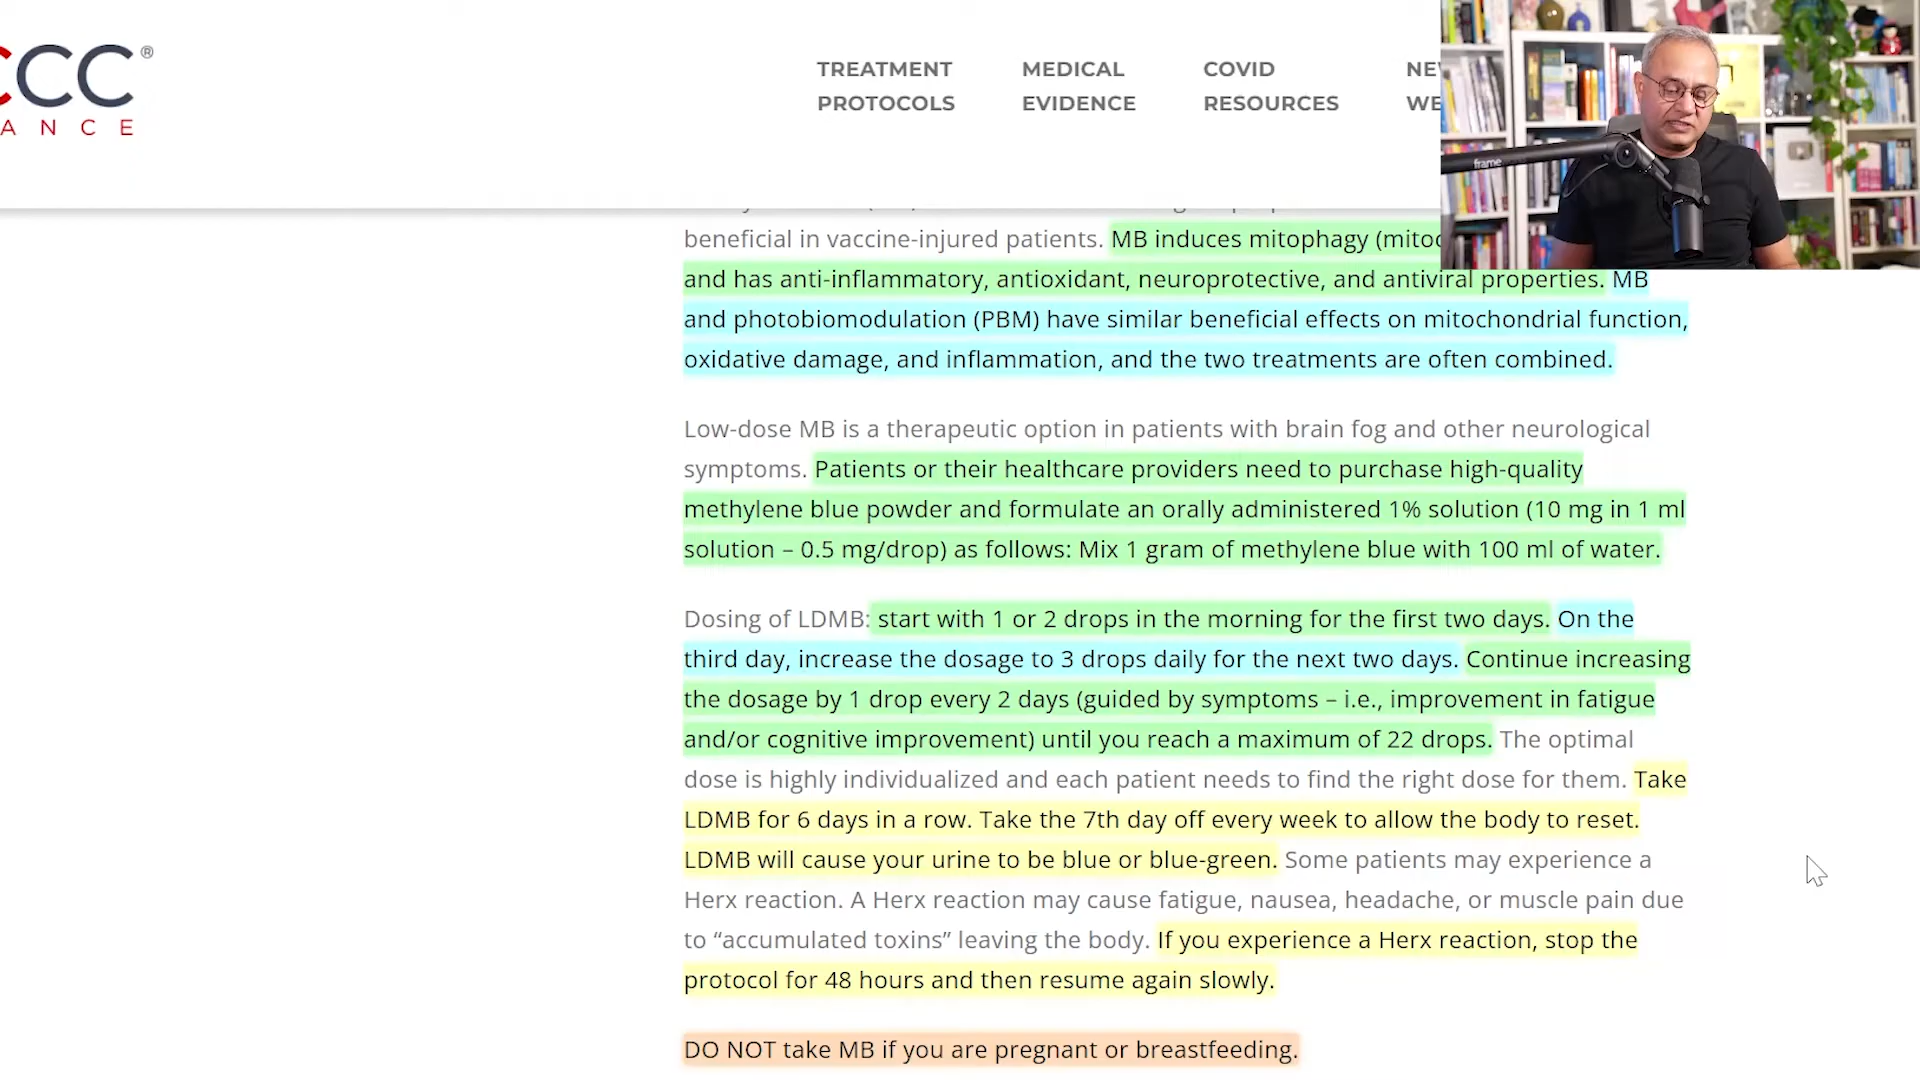 CCC®
A N C E
TREATMENT PROTOCOLS
MEDICAL EVIDENCE
COVID RESOURCES
NE
WE
frame
beneficial in vaccine-injured patients. MB induces mitophagy (mito
and has anti-inflammatory, antioxidant, neuroprotective, and antiviral properties. MB
and photobiomodulation (PBM) have similar beneficial effects on mitochondrial function,
oxidative damage, and inflammation, and the two treatments are often combined.
Low-dose MB is a therapeutic option in patients with brain fog and other neurological
symptoms. Patients or their healthcare providers need to purchase high-quality
methylene blue powder and formulate an orally administered 1% solution (10 mg in 1 ml
solution – 0.5 mg/drop) as follows: Mix 1 gram of methylene blue with 100 ml of water.
Dosing of LDMB: start with 1 or 2 drops in the morning for the first two days. On the
third day, increase the dosage to 3 drops daily for the next two days. Continue increasing
the dosage by 1 drop every 2 days (guided by symptoms – i.e., improvement in fatigue
and/or cognitive improvement) until you reach a maximum of 22 drops. The optimal
dose is highly individualized and each patient needs to find the right dose for them. Take
LDMB for 6 days in a row. Take the 7th day off every week to allow the body to reset.
LDMB will cause your urine to be blue or blue-green. Some patients may experience a
Herx reaction. A Herx reaction may cause fatigue, nausea, headache, or muscle pain due
to “accumulated toxins” leaving the body. If you experience a Herx reaction, stop the
protocol for 48 hours and then resume again slowly.
DO NOT take MB if you are pregnant or breastfeeding.